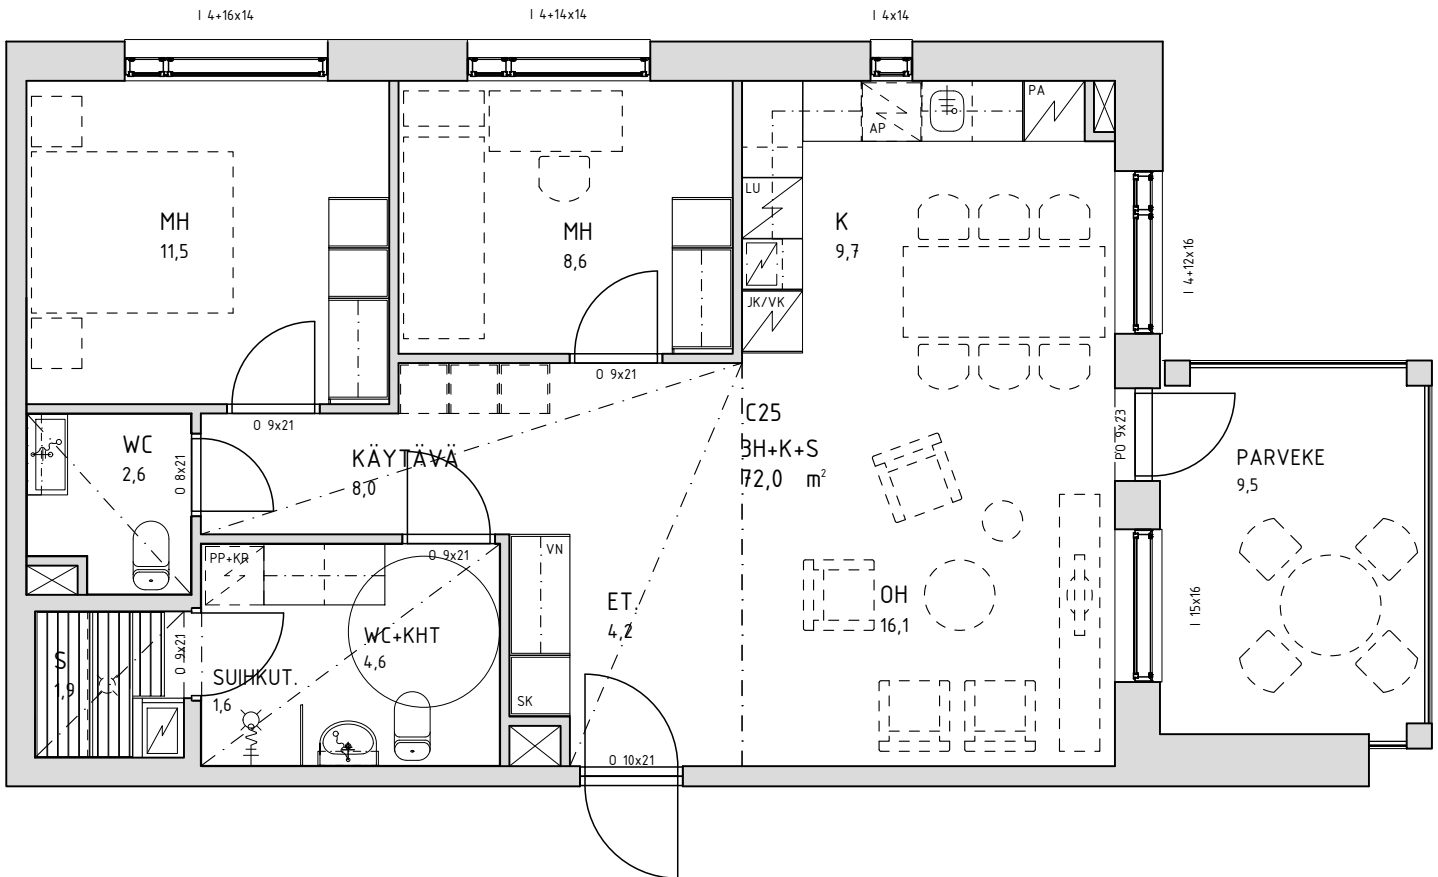 I 4+16x14
I 4+14x14
I 4x14
PA
AP
LU
MH
11,5
MH
8,6
K
9,7
I 4+12x16
JK/VK
O 9x21
O 9x21
C25
3H+K+S
72,0 m²
PO 9x23
WC
2,6
O 8x21
KÄYTÄVÄ
8,0
PARVEKE
9,5
PP+KR
O 9x21
VN
ET.
4,2
OH
16,1
I 15x16
S
1,9
O 9x21
WC+KHT
4,6
SUIHKUT.
1,6
SK
O 10x21